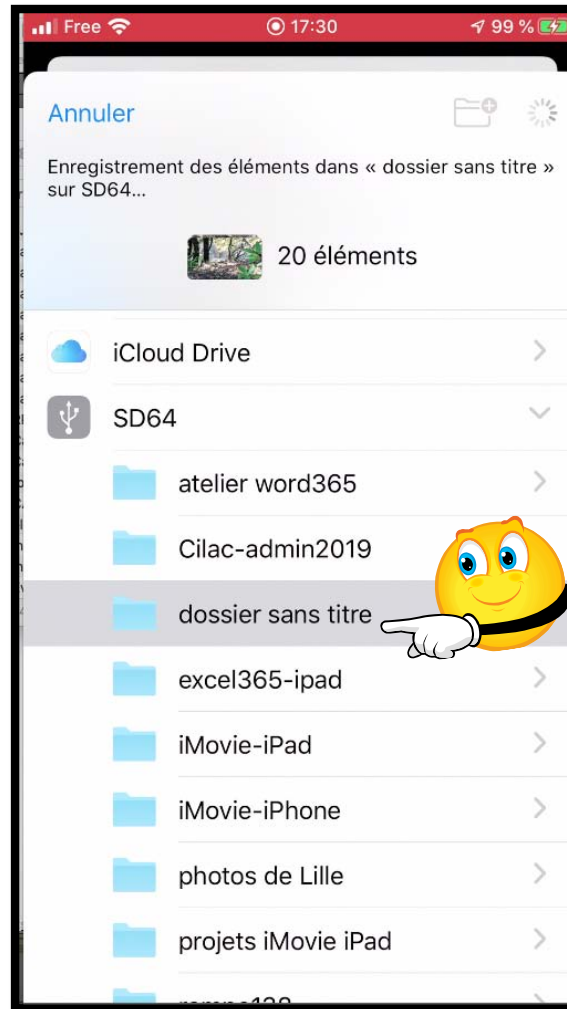 Free 17:30 99 %
Annuler
Enregistrement des éléments dans « dossier sans titre »
sur SD64...
20 éléments
iCloud Drive
SD64
atelier word365
Cilac-admin2019
dossier sans titre
excel365-ipad
iMovie-iPad
iMovie-iPhone
photos de Lille
projets iMovie iPad